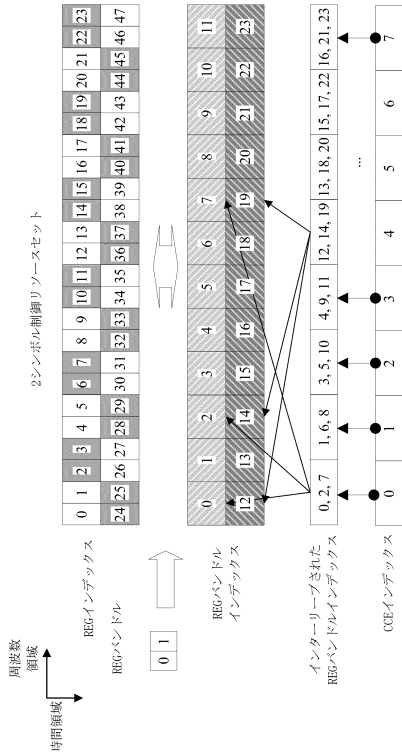 2シンボル制御リソースセット
周波数
領域
時間領域
REGインデックス
0 1 2 3 4 5 6 7 8 9 10 11 12 13 14 15 16 17 18 19 20 21 22 23
REGバンドル
24 25 26 27 28 29 30 31 32 33 34 35 36 37 38 39 40 41 42 43 44 45 46 47
0 1
REGバンドル
インデックス
0 1 2 3 4 5 6 7 8 9 10 11
12 13 14 15 16 17 18 19 20 21 22 23
インターリーブされた
REGバンドルインデックス
0, 2, 7 1, 6, 8 3, 5, 10 4, 9, 11 12, 14, 19 13, 18, 20 15, 17, 22 16, 21, 23
...
CCEインデックス
0 1 2 3 4 5 6 7